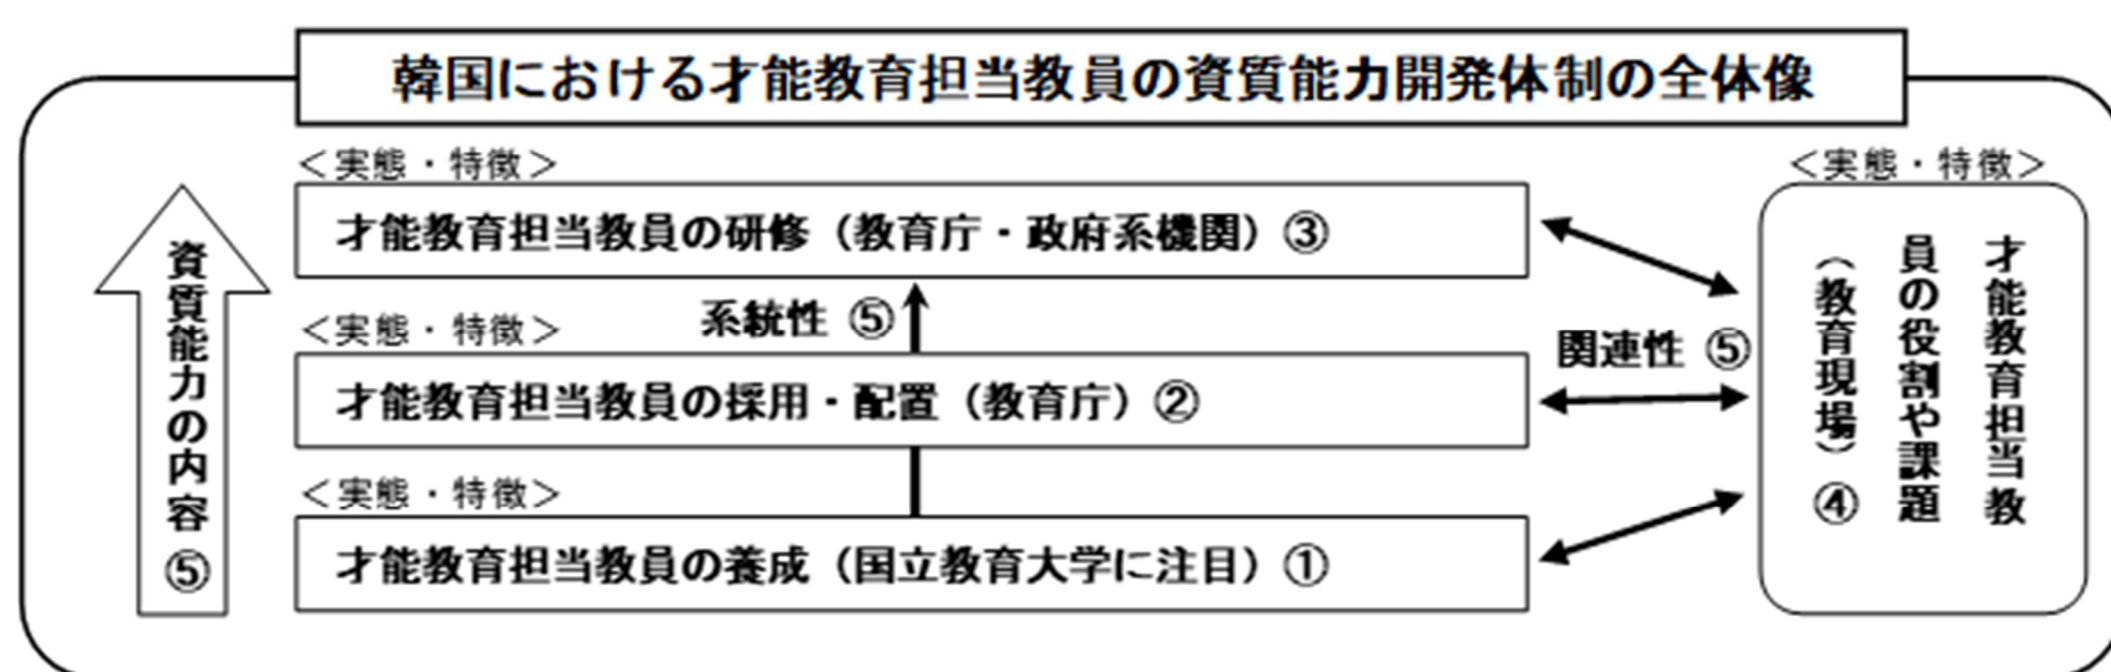 韓国における才能教育担当教員の資質能力開発体制の全体像
＜実態・特徴＞
才能教育担当教員の研修（教育庁・政府系機関）③
系統性 ⑤
＜実態・特徴＞
才能教育担当教員の採用・配置（教育庁）②
＜実態・特徴＞
才能教育担当教員の養成（国立教育大学に注目）①
資質能力の内容⑤
関連性 ⑤
＜実態・特徴＞
才能教育担当教
員の役割や課題
（教育現場）④